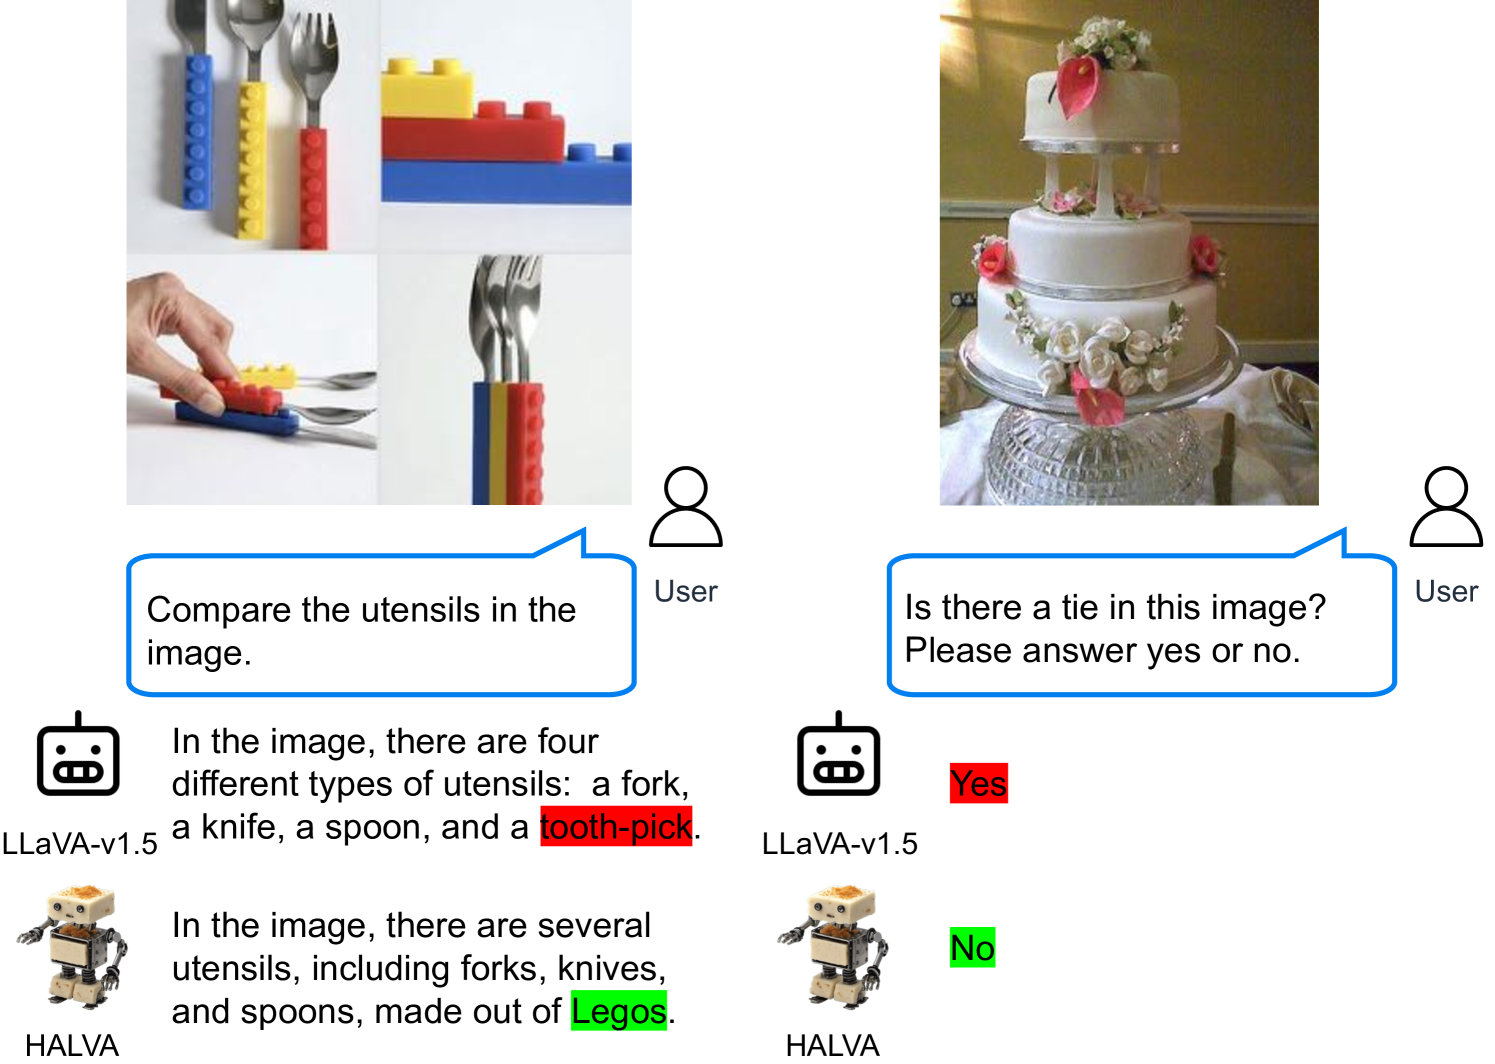 User
Compare the utensils in the
image.
In the image, there are four
different types of utensils:  a fork,
a knife, a spoon, and a tooth-pick.
LLaVA-v1.5
In the image, there are several
utensils, including forks, knives,
and spoons, made out of Legos.
HALVA
User
Is there a tie in this image?
Please answer yes or no.
Yes
LLaVA-v1.5
No
HALVA